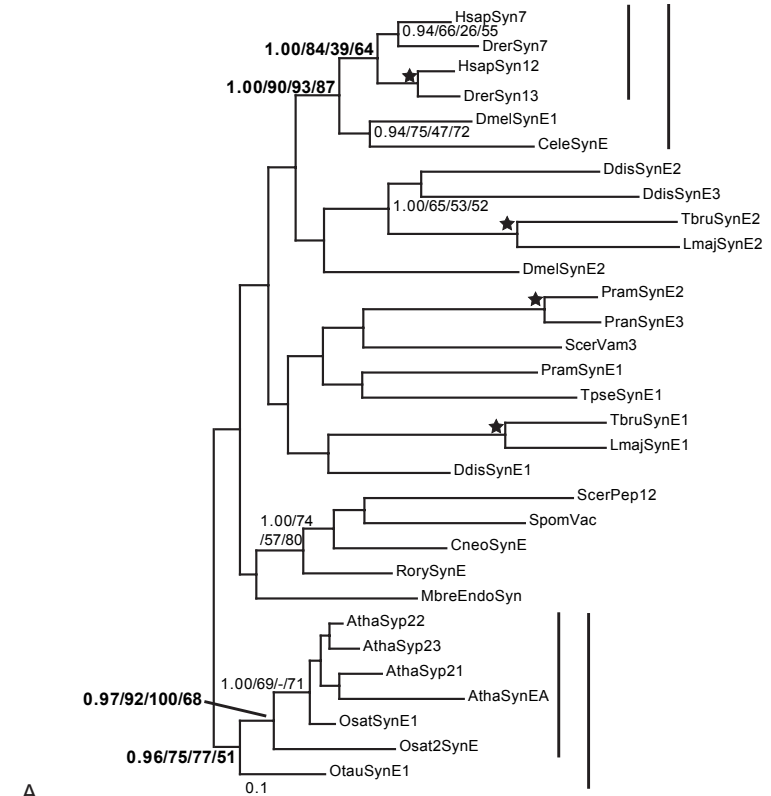 HsapSyn7
0.94/66/26/55
DrerSyn7
1.00/84/39/64
HsapSyn12
1.00/90/93/87
DrerSyn13
DmelSynE1
0.94/75/47/72
CeleSynE
DdisSynE2
DdisSynE3
1.00/65/53/52
TbruSynE2
LmajSynE2
DmelSynE2
PramSynE2
PranSynE3
ScerVam3
PramSynE1
TpseSynE1
TbruSynE1
LmajSynE1
DdisSynE1
ScerPep12
1.00/74
SpomVac
/57/80
CneoSynE
RorySynE
MbreEndoSyn
AthaSyp22
AthaSyp23
AthaSyp21
1.00/69/-/71
AthaSynEA
0.97/92/100/68
OsatSynE1
Osat2SynE
0.96/75/77/51
OtauSynE1
0.1
A